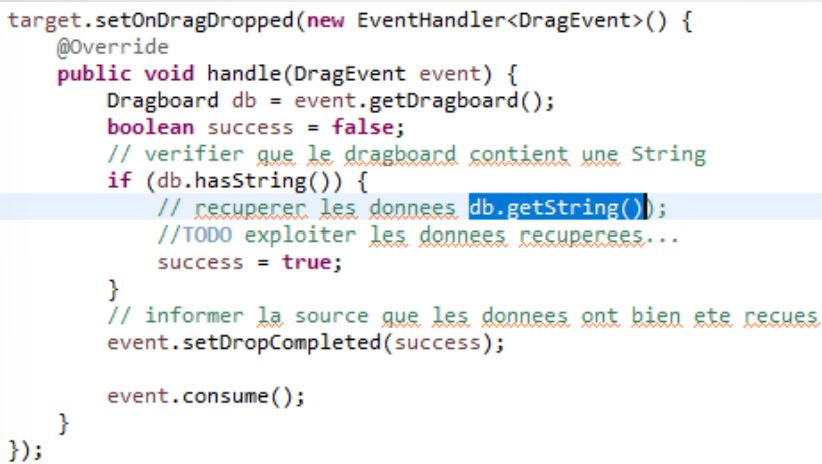 target.setOnDragDropped(new EventHandler<DragEvent>() {
@Override
public void handle(DragEvent event) {
Dragboard db = event.getDragboard();
boolean success = false;
// verifier que le dragboard contient une String
if (db.hasString()) {
// recuperer les donnees db.getString());
//TODO exploiter les donnees recuperees...
success = true;
}
// informer la source que les donnees ont bien ete recues
event.setDropCompleted(success);
event.consume();
}
});